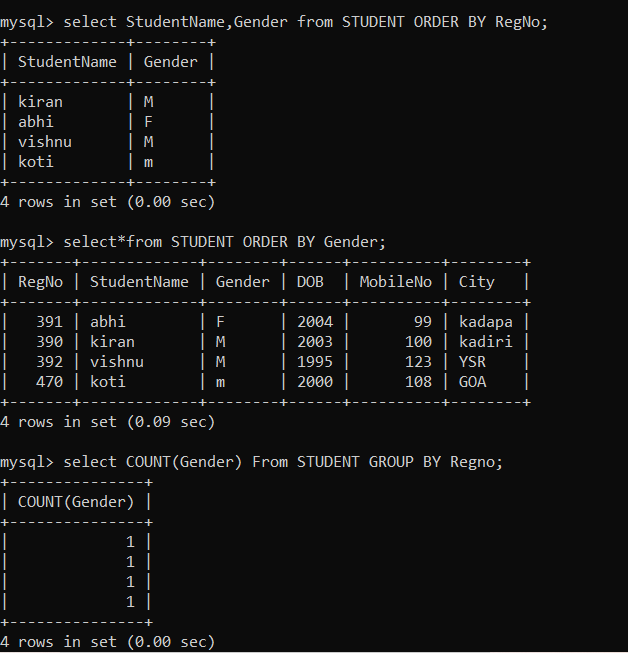 mysql> select StudentName,Gender from STUDENT ORDER BY RegNo;
+-------------+--------+
| StudentName | Gender |
+-------------+--------+
| kiran       | M      |
| abhi        | F      |
| vishnu      | M      |
| koti        | m      |
+-------------+--------+
4 rows in set (0.00 sec)

mysql> select*from STUDENT ORDER BY Gender;
+-------+-------------+--------+------+----------+--------+
| RegNo | StudentName | Gender | DOB  | MobileNo | City   |
+-------+-------------+--------+------+----------+--------+
|   391 | abhi        | F      | 2004 |       99 | kadapa |
|   390 | kiran       | M      | 2003 |      100 | kadiri |
|   392 | vishnu      | M      | 1995 |      123 | YSR    |
|   470 | koti        | m      | 2000 |      108 | GOA    |
+-------+-------------+--------+------+----------+--------+
4 rows in set (0.09 sec)

mysql> select COUNT(Gender) From STUDENT GROUP BY Regno;
+---------------+
| COUNT(Gender) |
+---------------+
|             1 |
|             1 |
|             1 |
|             1 |
+---------------+
4 rows in set (0.00 sec)